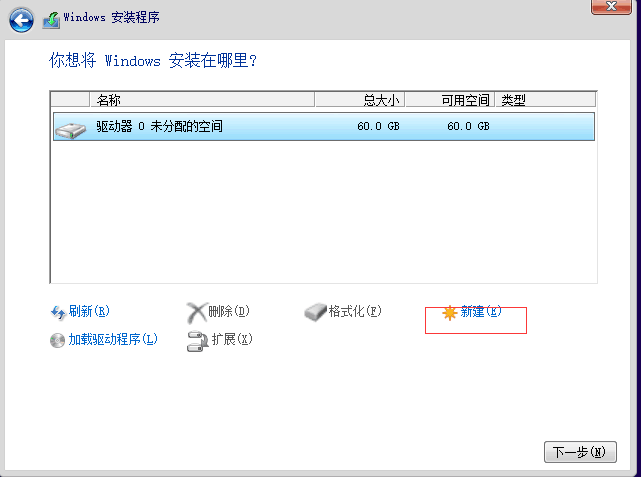 Windows 安装程序
你想将 Windows 安装在哪里?
名称 总大小 可用空间 类型
驱动器 0 未分配的空间 60.0 GB 60.0 GB
刷新(R) 删除(D) 格式化(F) 新建(E)
加载驱动程序(L) 扩展(X)
下一步(N)